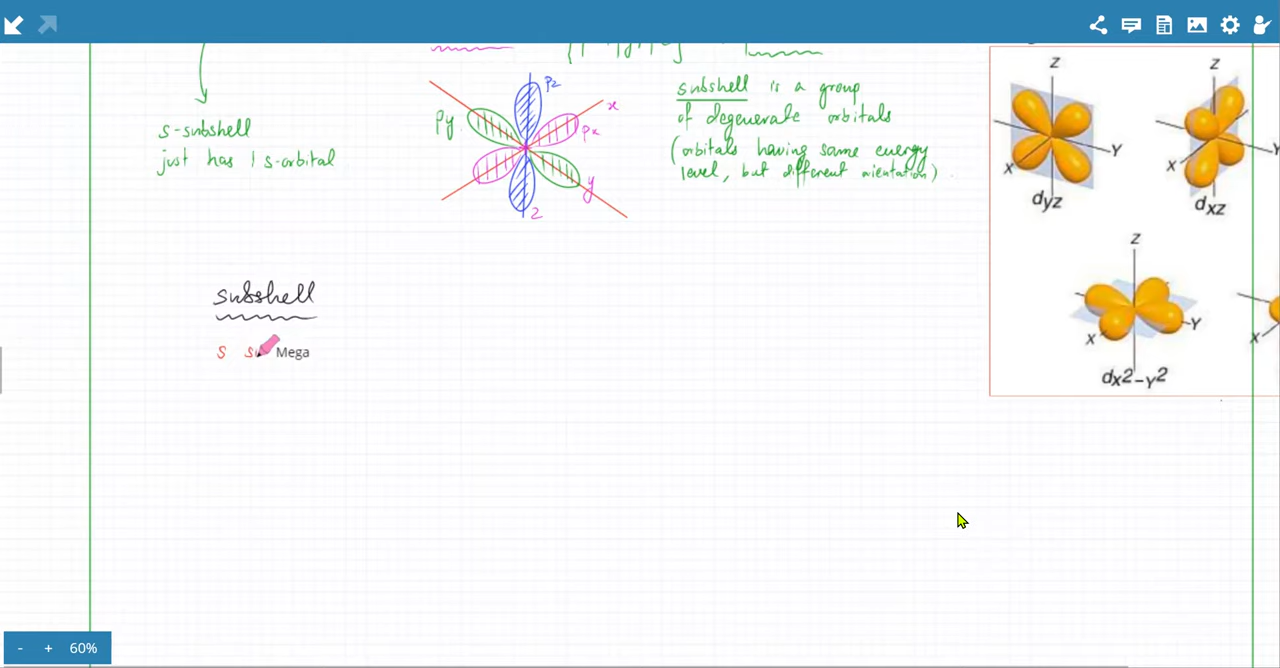 s-subshell
just has 1 s-orbital
Pz
Py
x
Px
y
z
subshell is a group
of degenerate orbitals
(orbitals having same energy
level, but different orientation).
Z
Y
X
dyz
Z
Y
X
dxz
Z
Y
X
dx2-y2
X
subshell
s Mega
- + 60%